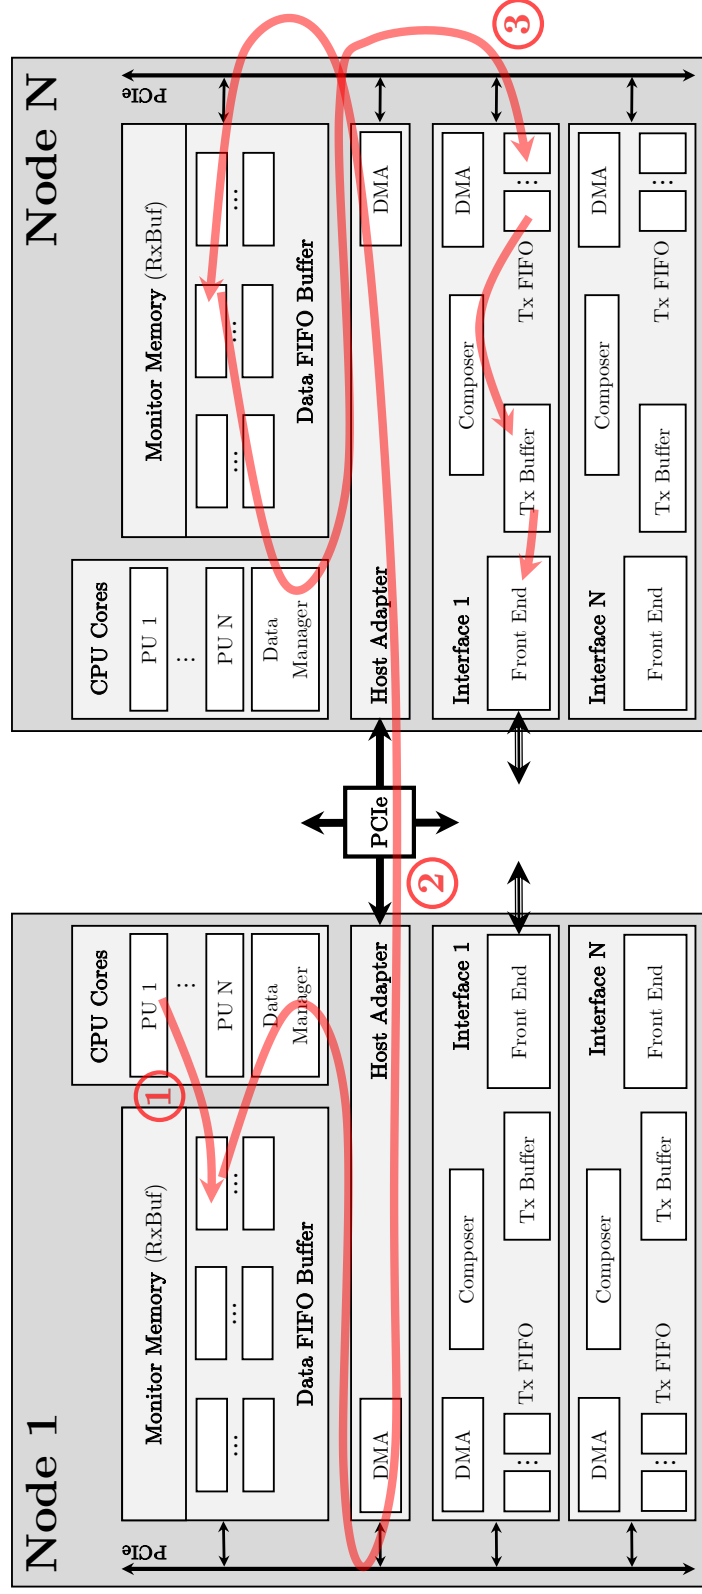 Node 1
PCIe
Monitor Memory (RxBuf)
...
...
...
Data FIFO Buffer
CPU Cores
PU 1
...
PU N
Data
Manager
①
DMA
Host Adapter
DMA
Composer
Interface 1
Tx FIFO
...
Tx Buffer
Front End
DMA
Composer
Interface N
Tx FIFO
...
Tx Buffer
Front End
PCIe
②
Node N
PCIe
CPU Cores
PU 1
...
PU N
Data
Manager
Monitor Memory (RxBuf)
...
...
...
Data FIFO Buffer
Host Adapter
DMA
Interface 1
Composer
DMA
Front End
Tx Buffer
Tx FIFO
...
③
Interface N
Composer
DMA
Front End
Tx Buffer
Tx FIFO
...